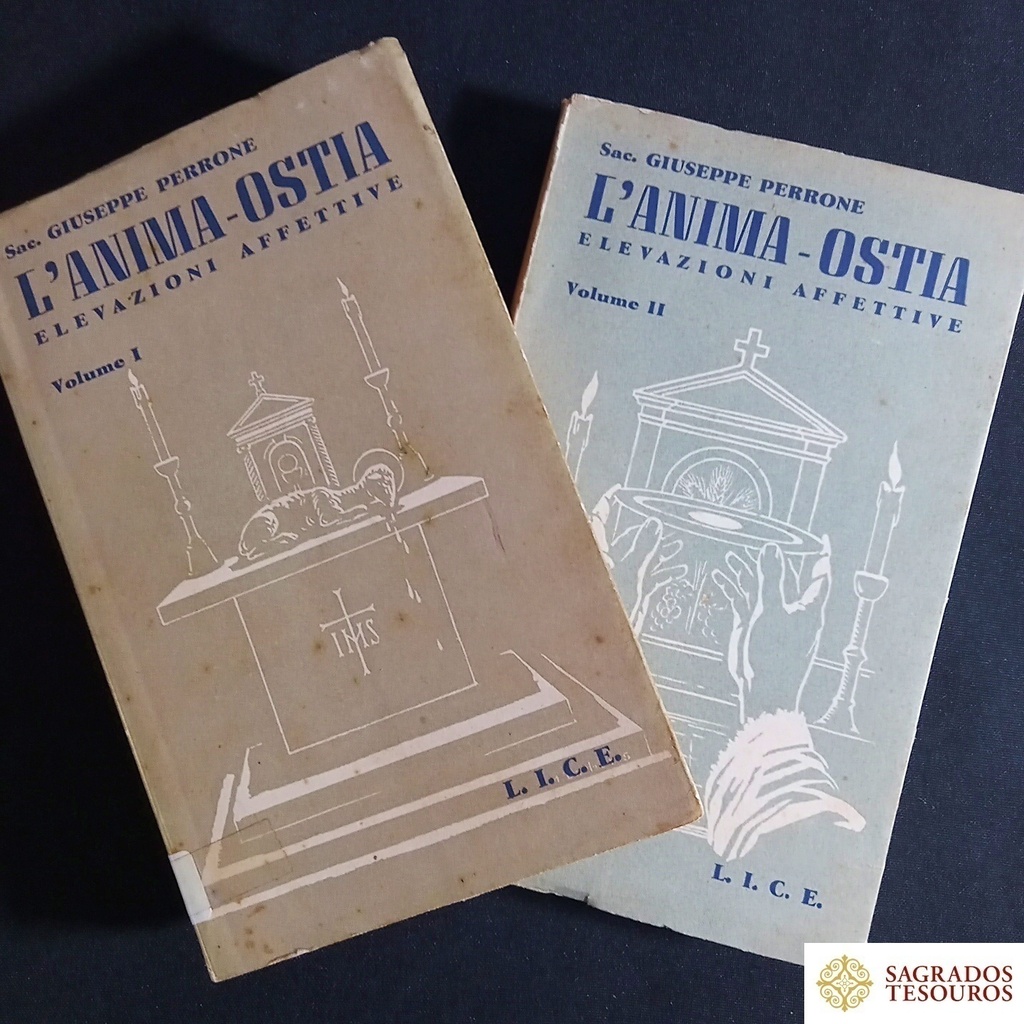 Sac. GIUSEPPE PERRONE
L'ANIMA-OSTIA
ELEVAZIONI AFFETTIVE
Volume I
IHS
L. I. C. E.
Sac. GIUSEPPE PERRONE
L'ANIMA-OSTIA
ELEVAZIONI AFFETTIVE
Volume II
L. I. C. E.
SAGRADOS
TESOUROS